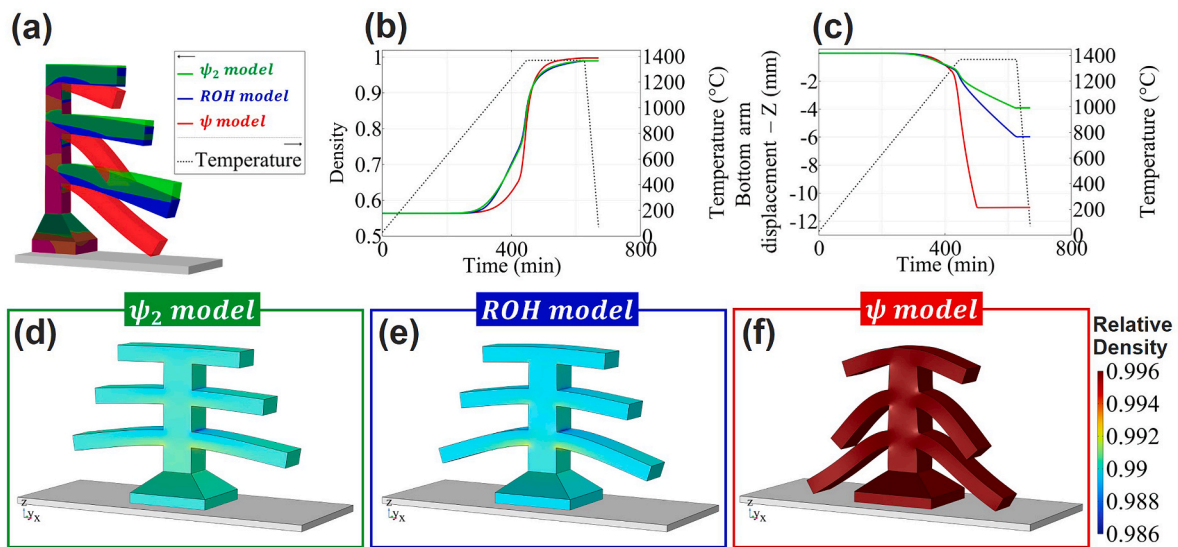 (a)
ψ₂ model
ROH model
ψ model
Temperature
(b)
1
0.9
0.8
0.7
0.6
0.5
Density
0
400
800
Time (min)
1400
1200
1000
800
600
400
200
0
Temperature (°C)
(c)
-2
-4
-6
-8
-10
-12
Bottom arm
displacement – Z (mm)
0
400
800
Time (min)
1400
1200
1000
800
600
400
200
0
Temperature (°C)
(d)
ψ₂ model
z
y x
(e)
ROH model
z
y x
(f)
ψ model
z
y x
Relative
Density
0.996
0.994
0.992
0.99
0.988
0.986